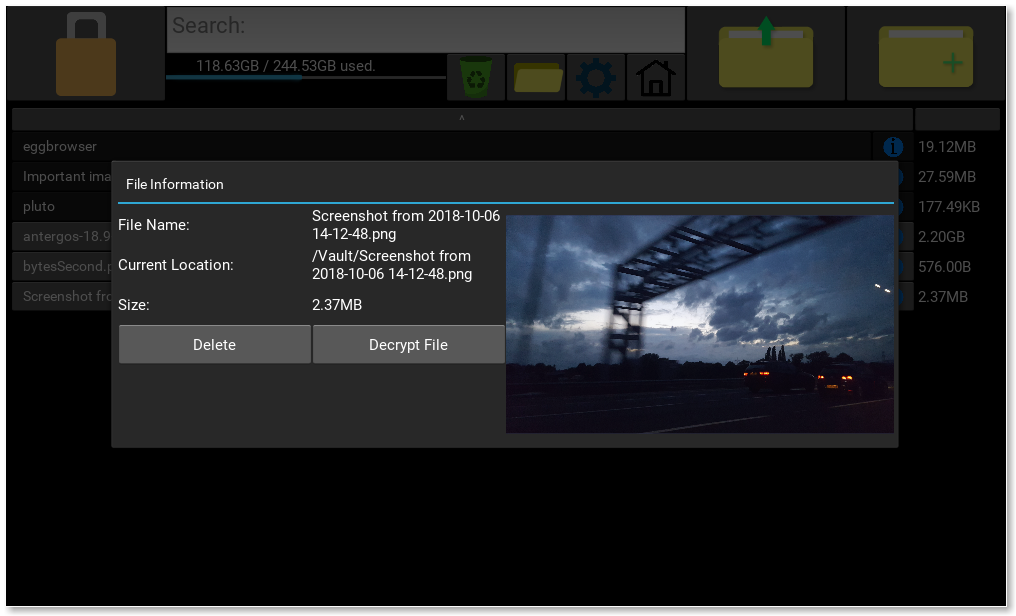 Search:
118.63GB / 244.53GB used.
^
eggbrowser
19.12MB
Important ima
27.59MB
pluto
177.49KB
antergos-18.9
2.20GB
bytesSecond.p
576.00B
Screenshot fro
2.37MB
File Information
File Name:
Screenshot from 2018-10-06
14-12-48.png
Current Location:
/Vault/Screenshot from
2018-10-06 14-12-48.png
Size:
2.37MB
Delete
Decrypt File